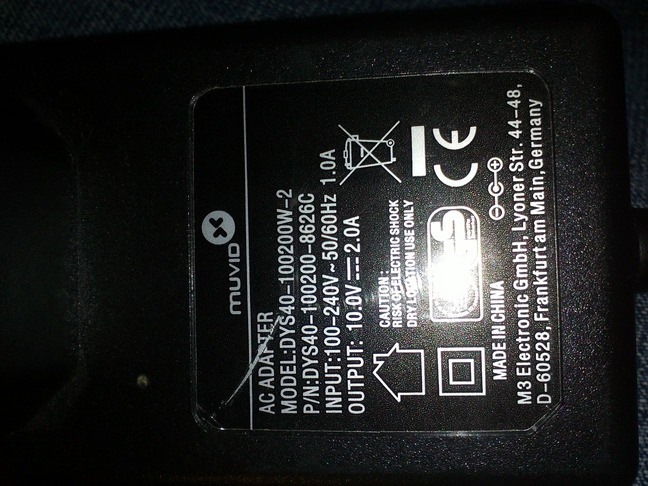 muvid
AC ADAPTER
MODEL:DYS40-100200W-2
P/N:DYS40-100200-8626C
INPUT:100-240V~50/60Hz 1.0A
OUTPUT: 10.0V⎓2.0A
CAUTION:
RISK OF ELECTRIC SHOCK
DRY LOCATION USE ONLY
GS
CE
MADE IN CHINA
M3 Electronic GmbH, Lyoner Str. 44-48,
D-60528, Frankfurt am Main,Germany